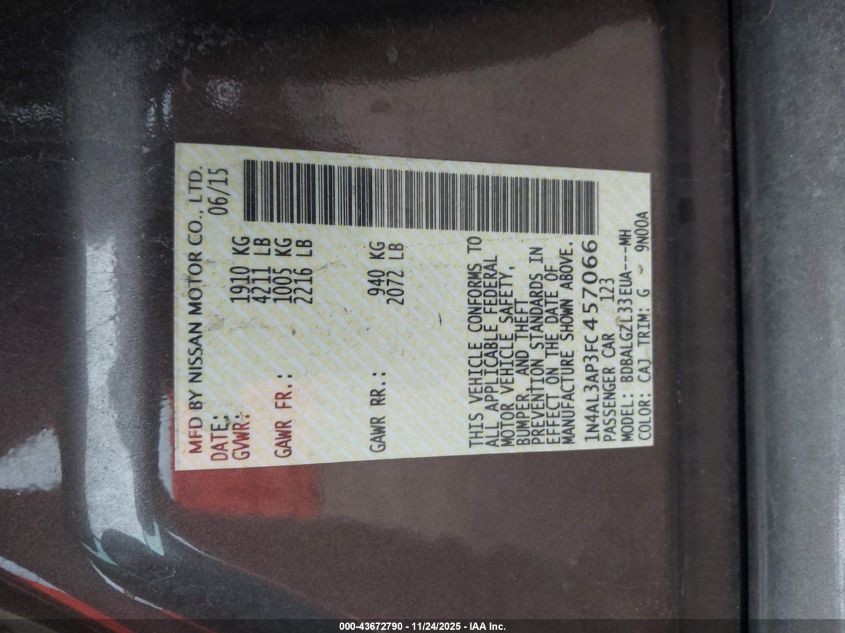 MFD BY NISSAN MOTOR CO., LTD.
DATE: 06/15
GVWR: 1910 KG
4211 LB
GAWR FR.: 1005 KG
2216 LB
GAWR RR.: 940 KG
2072 LB
THIS VEHICLE CONFORMS TO
ALL APPLICABLE FEDERAL
MOTOR VEHICLE SAFETY,
BUMPER, AND THEFT
PREVENTION STANDARDS IN
EFFECT ON THE DATE OF
MANUFACTURE SHOWN ABOVE.
1N4AL3AP3FC457066
PASSENGER CAR 123
MODEL: BDBALGZL33EUA---MH
COLOR: CAJ TRIM: G 9N00A
000-43672790 - 11/24/2025 - IAA Inc.